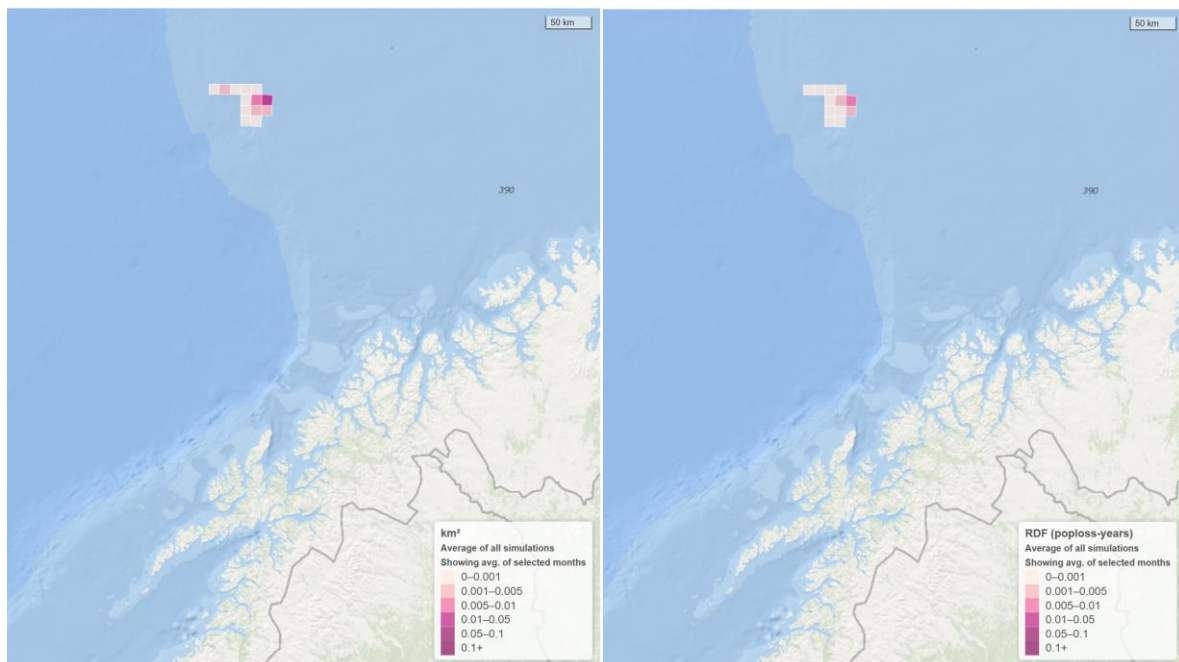 50 km
390
km²
Average of all simulations
Showing avg. of selected months
0–0.001
0.001–0.005
0.005–0.01
0.01–0.05
0.05–0.1
0.1+
50 km
390
RDF (poploss-years)
Average of all simulations
Showing avg. of selected months
0–0.001
0.001–0.005
0.005–0.01
0.01–0.05
0.05–0.1
0.1+